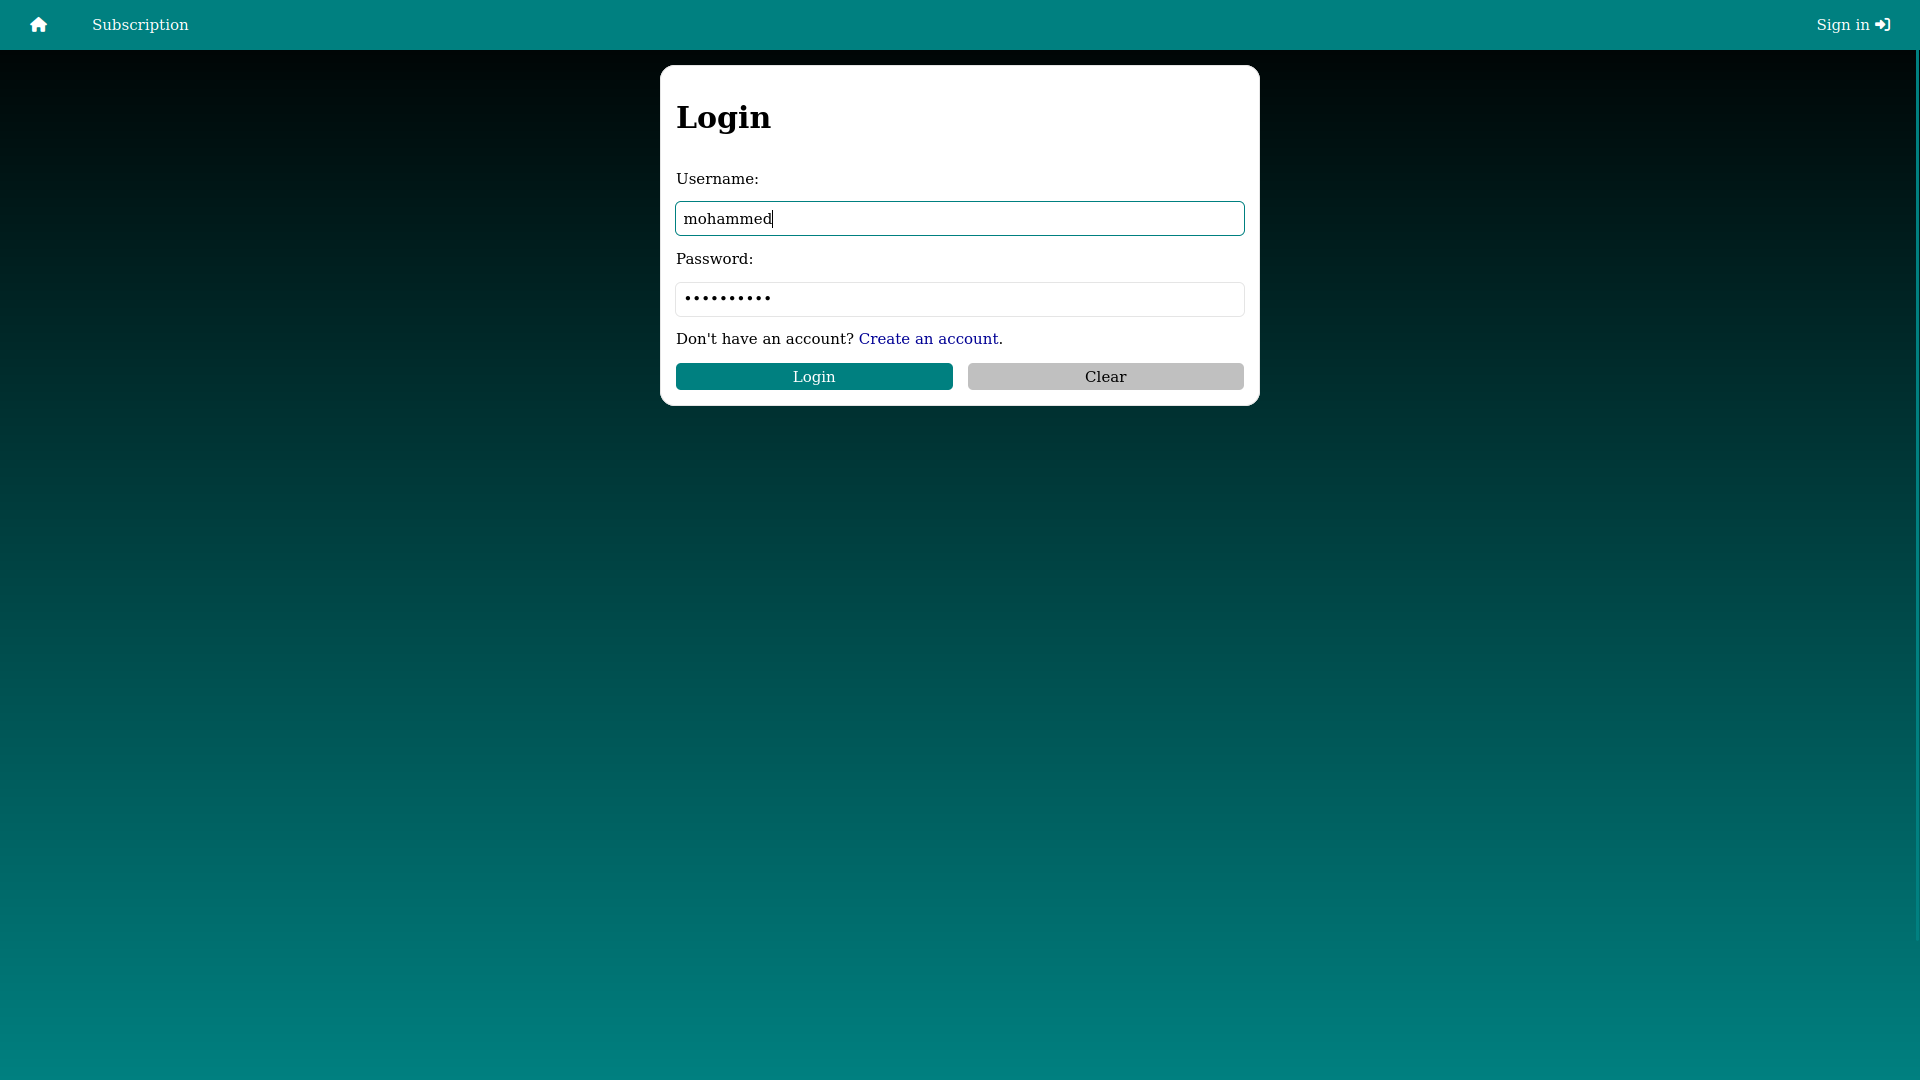 Subscription
Sign in
Login
Username:
mohammed
Password:
••••••••••
Don't have an account? Create an account.
Login
Clear